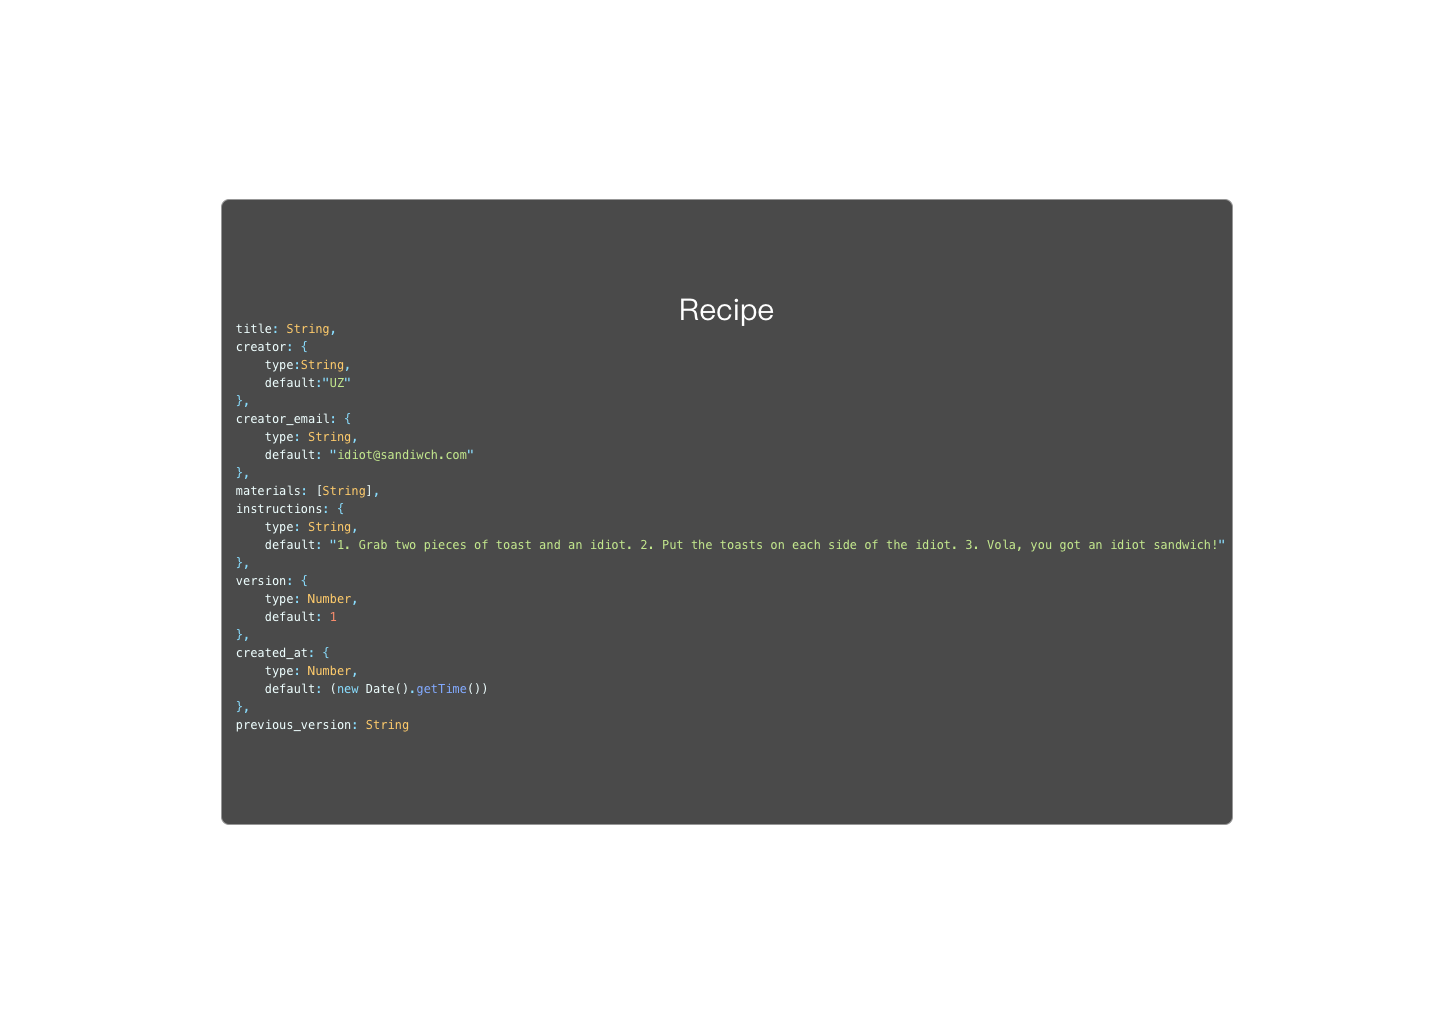 Recipe
title: String,
creator: {
    type:String,
    default:"UZ"
},
creator_email: {
    type: String,
    default: "idiot@sandiwch.com"
},
materials: [String],
instructions: {
    type: String,
    default: "1. Grab two pieces of toast and an idiot. 2. Put the toasts on each side of the idiot. 3. Vola, you got an idiot sandwich!"
},
version: {
    type: Number,
    default: 1
},
created_at: {
    type: Number,
    default: (new Date().getTime())
},
previous_version: String